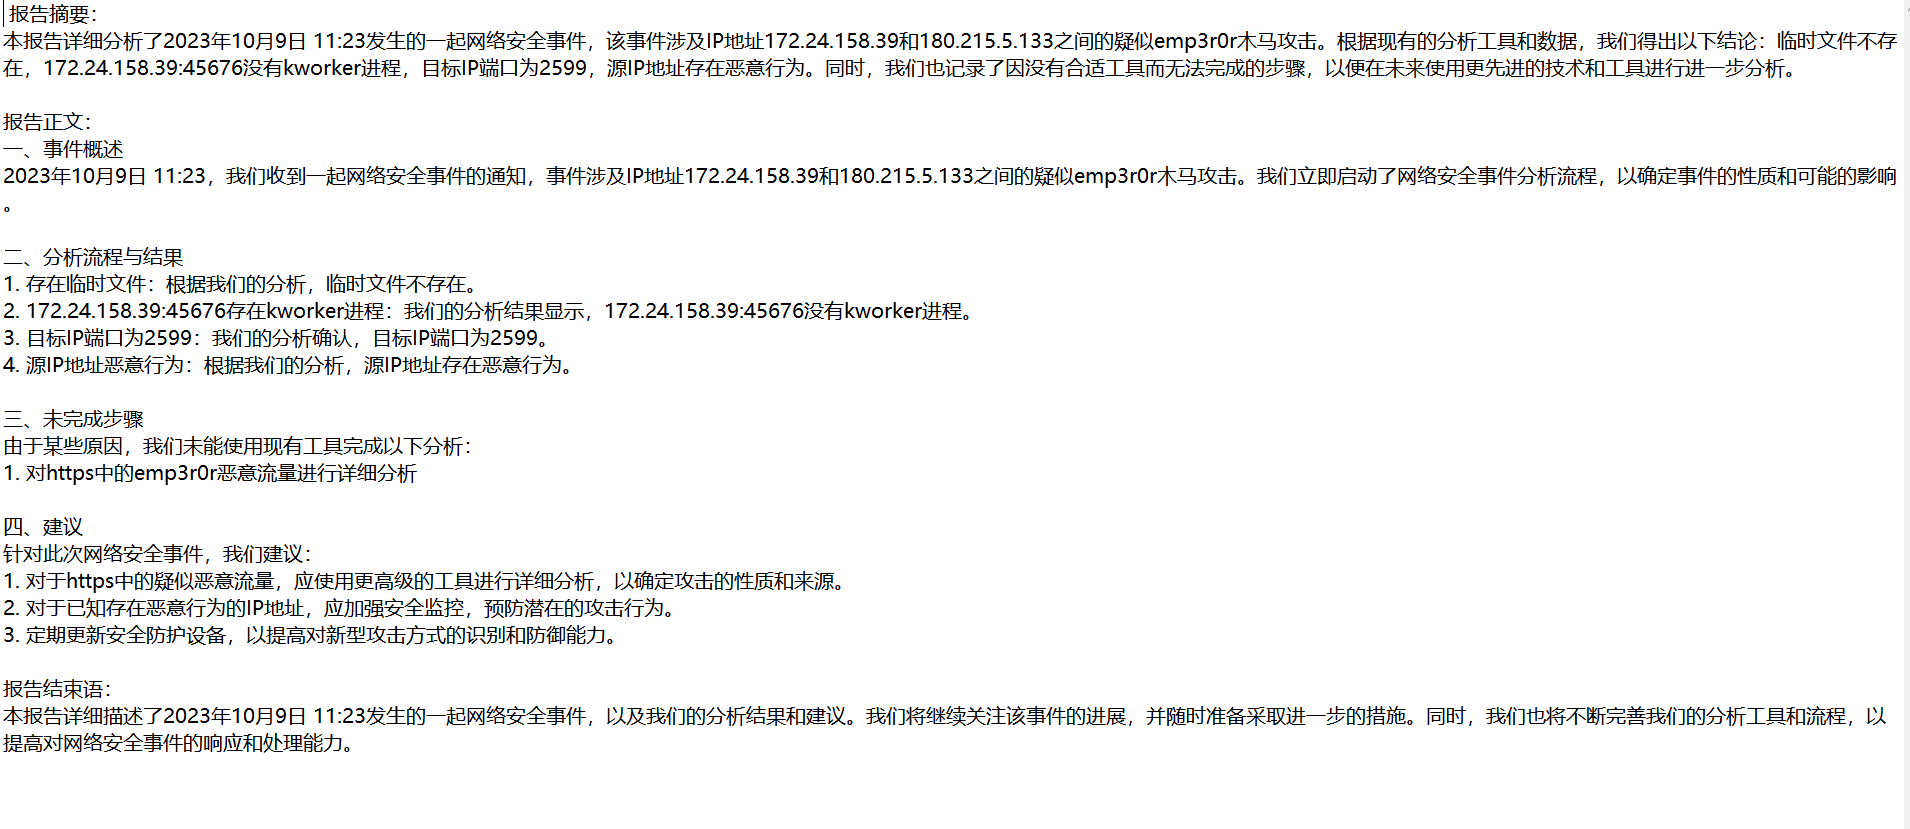 报告摘要：
本报告详细分析了2023年10月9日 11:23发生的一起网络安全事件，该事件涉及IP地址172.24.158.39和180.215.5.133之间的疑似emp3r0r木马攻击。根据现有的分析工具和数据，我们得出以下结论：临时文件不存
在，172.24.158.39:45676没有kworker进程，目标IP端口为2599，源IP地址存在恶意行为。同时，我们也记录了因没有合适工具而无法完成的步骤，以便在未来使用更先进的技术和工具进行进一步分析。
报告正文：
一、事件概述
2023年10月9日 11:23，我们收到一起网络安全事件的通知，事件涉及IP地址172.24.158.39和180.215.5.133之间的疑似emp3r0r木马攻击。我们立即启动了网络安全事件分析流程，以确定事件的性质和可能的影响
。
二、分析流程与结果
1. 存在临时文件：根据我们的分析，临时文件不存在。
2. 172.24.158.39:45676存在kworker进程：我们的分析结果显示，172.24.158.39:45676没有kworker进程。
3. 目标IP端口为2599：我们的分析确认，目标IP端口为2599。
4. 源IP地址恶意行为：根据我们的分析，源IP地址存在恶意行为。
三、未完成步骤
由于某些原因，我们未能使用现有工具完成以下分析：
1. 对https中的emp3r0r恶意流量进行详细分析
四、建议
针对此次网络安全事件，我们建议：
1. 对于https中的疑似恶意流量，应使用更高级的工具进行详细分析，以确定攻击的性质和来源。
2. 对于已知存在恶意行为的IP地址，应加强安全监控，预防潜在的攻击行为。
3. 定期更新安全防护设备，以提高对新型攻击方式的识别和防御能力。
报告结束语：
本报告详细描述了2023年10月9日 11:23发生的一起网络安全事件，以及我们的分析结果和建议。我们将继续关注该事件的进展，并随时准备采取进一步的措施。同时，我们也将不断完善我们的分析工具和流程，以
提高对网络安全事件的响应和处理能力。